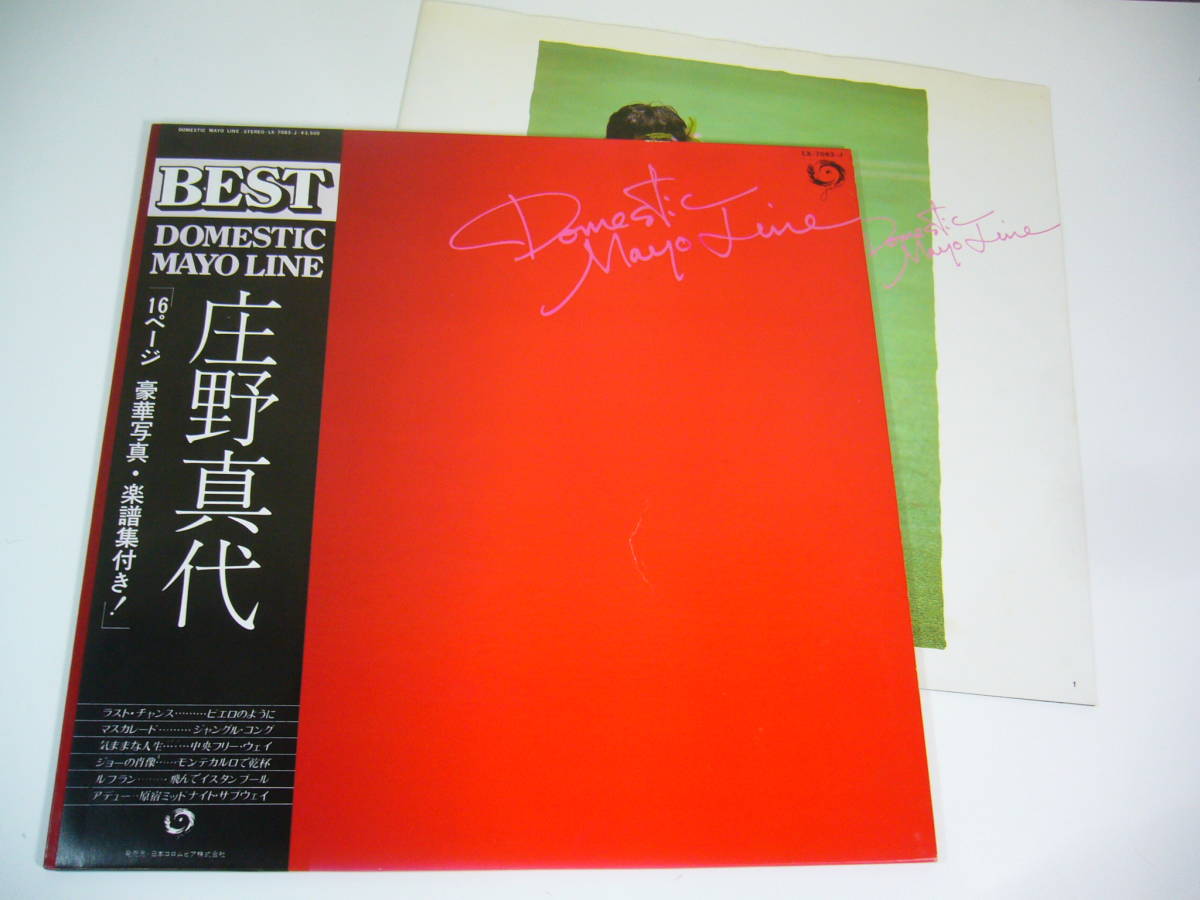 DOMESTIC MAYO LINE・STEREO・LX-7063-J ¥2,500
BEST
DOMESTIC
MAYO LINE
庄野真代
「16ページ 豪華写真・楽譜集付き!」
ラスト・チャンス………ピエロのように
マスカレード………ジャングル・コング
気ままな人生………中央フリー・ウェイ
ジョーの肖像……モンテカルロで乾杯
ルフラン………飛んでイスタンブール
アデュー…原宿ミッドナイト・サブウェイ
発売元・日本コロムビア株式会社
LX-7063-J
Domestic
Mayo Line
Domestic
Mayo Line
1